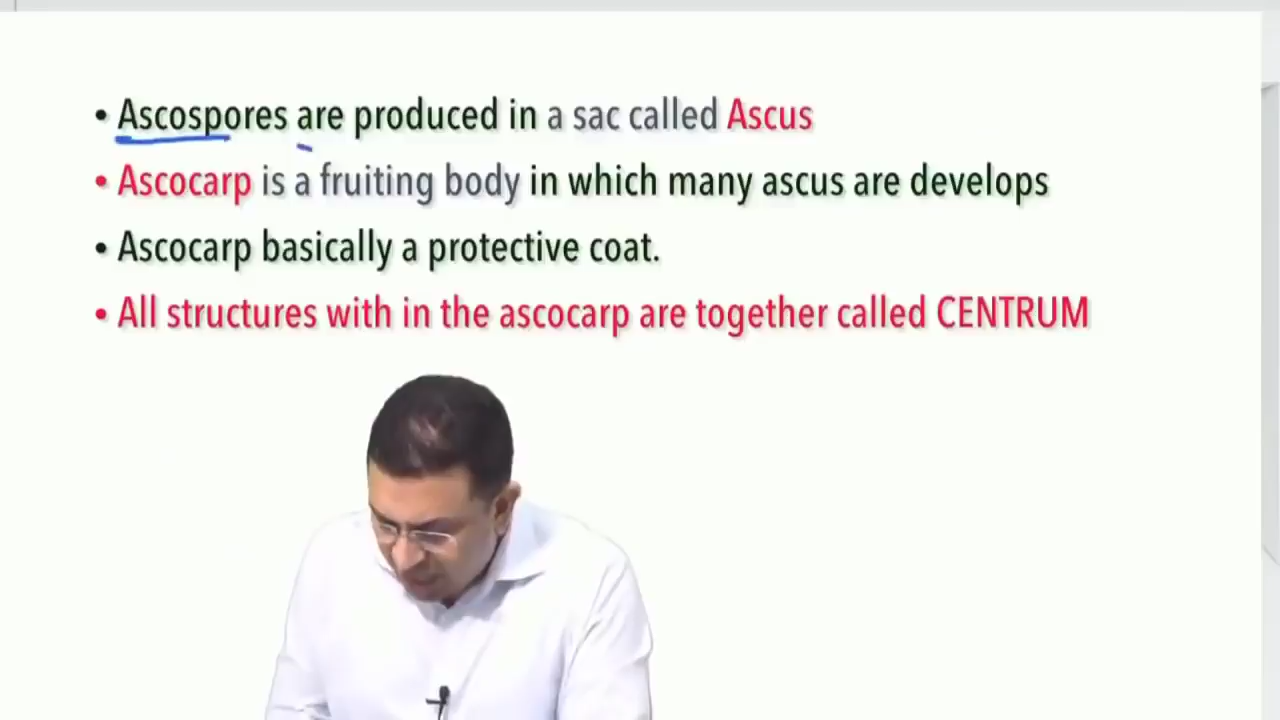 • Ascospores are produced in a sac called Ascus
• Ascocarp is a fruiting body in which many ascus are develops
• Ascocarp basically a protective coat.
• All structures with in the ascocarp are together called CENTRUM